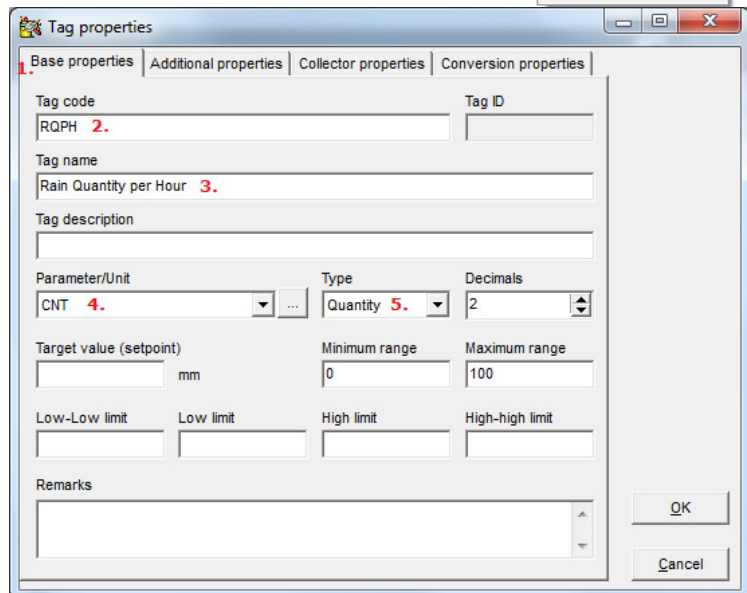 Tag properties
1. Base properties Additional properties Collector properties Conversion properties
Tag code Tag ID
RQPH 2.
Tag name
Rain Quantity per Hour 3.
Tag description
Parameter/Unit Type Decimals
CNT 4. ... Quantity 5. 2
Target value (setpoint) Minimum range Maximum range
mm 0 100
Low-Low limit Low limit High limit High-high limit
Remarks
OK
Cancel